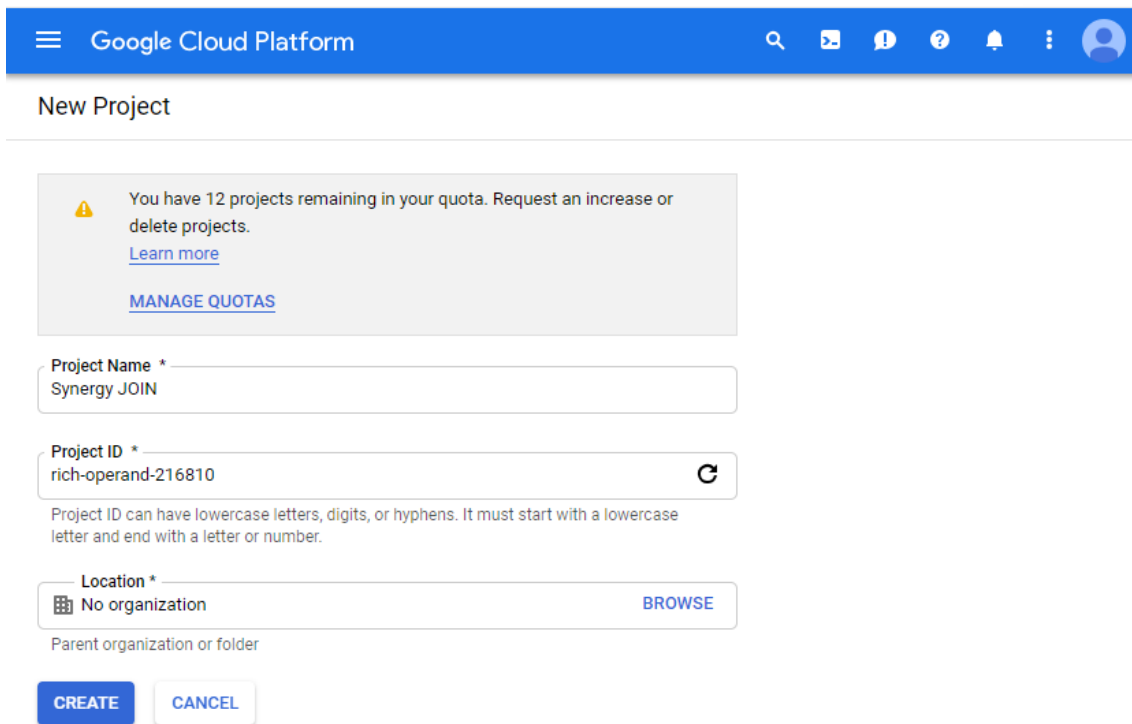 Google Cloud Platform
New Project
You have 12 projects remaining in your quota. Request an increase or
delete projects.
Learn more
MANAGE QUOTAS
Project Name *
Synergy JOIN
Project ID *
rich-operand-216810
Project ID can have lowercase letters, digits, or hyphens. It must start with a lowercase
letter and end with a letter or number.
Location *
No organization BROWSE
Parent organization or folder
CREATE CANCEL